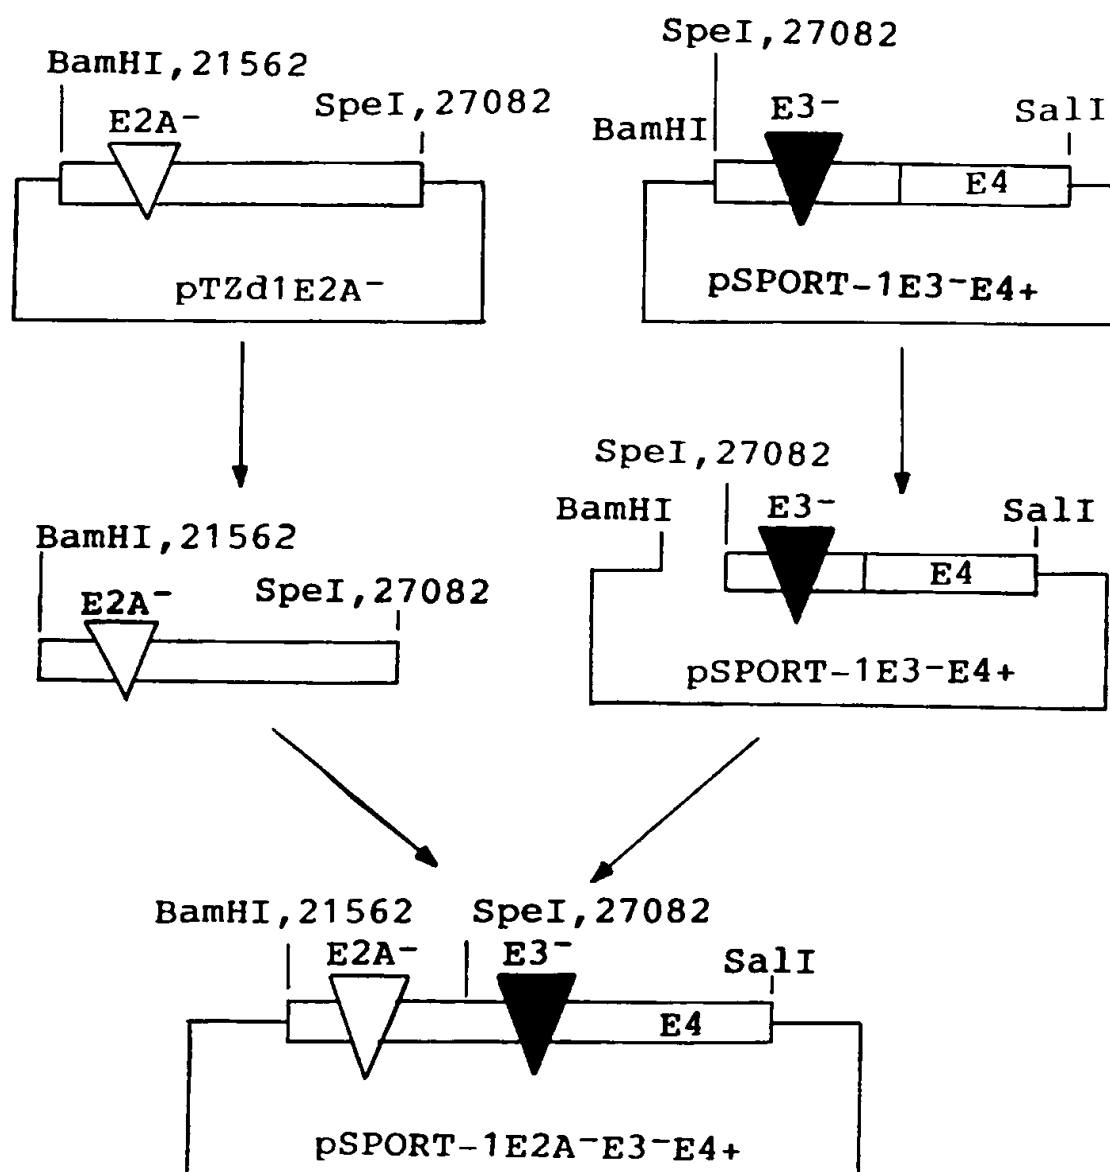 BamHI,21562
E2A⁻
SpeI,27082
pTZd1E2A⁻
SpeI,27082
BamHI
E3⁻
SalI
E4
pSPORT-1E3⁻E4+
BamHI,21562
E2A⁻
SpeI,27082
SpeI,27082
BamHI
E3⁻
SalI
E4
pSPORT-1E3⁻E4+
BamHI,21562
SpeI,27082
E2A⁻
E3⁻
SalI
E4
pSPORT-1E2A⁻E3⁻E4+